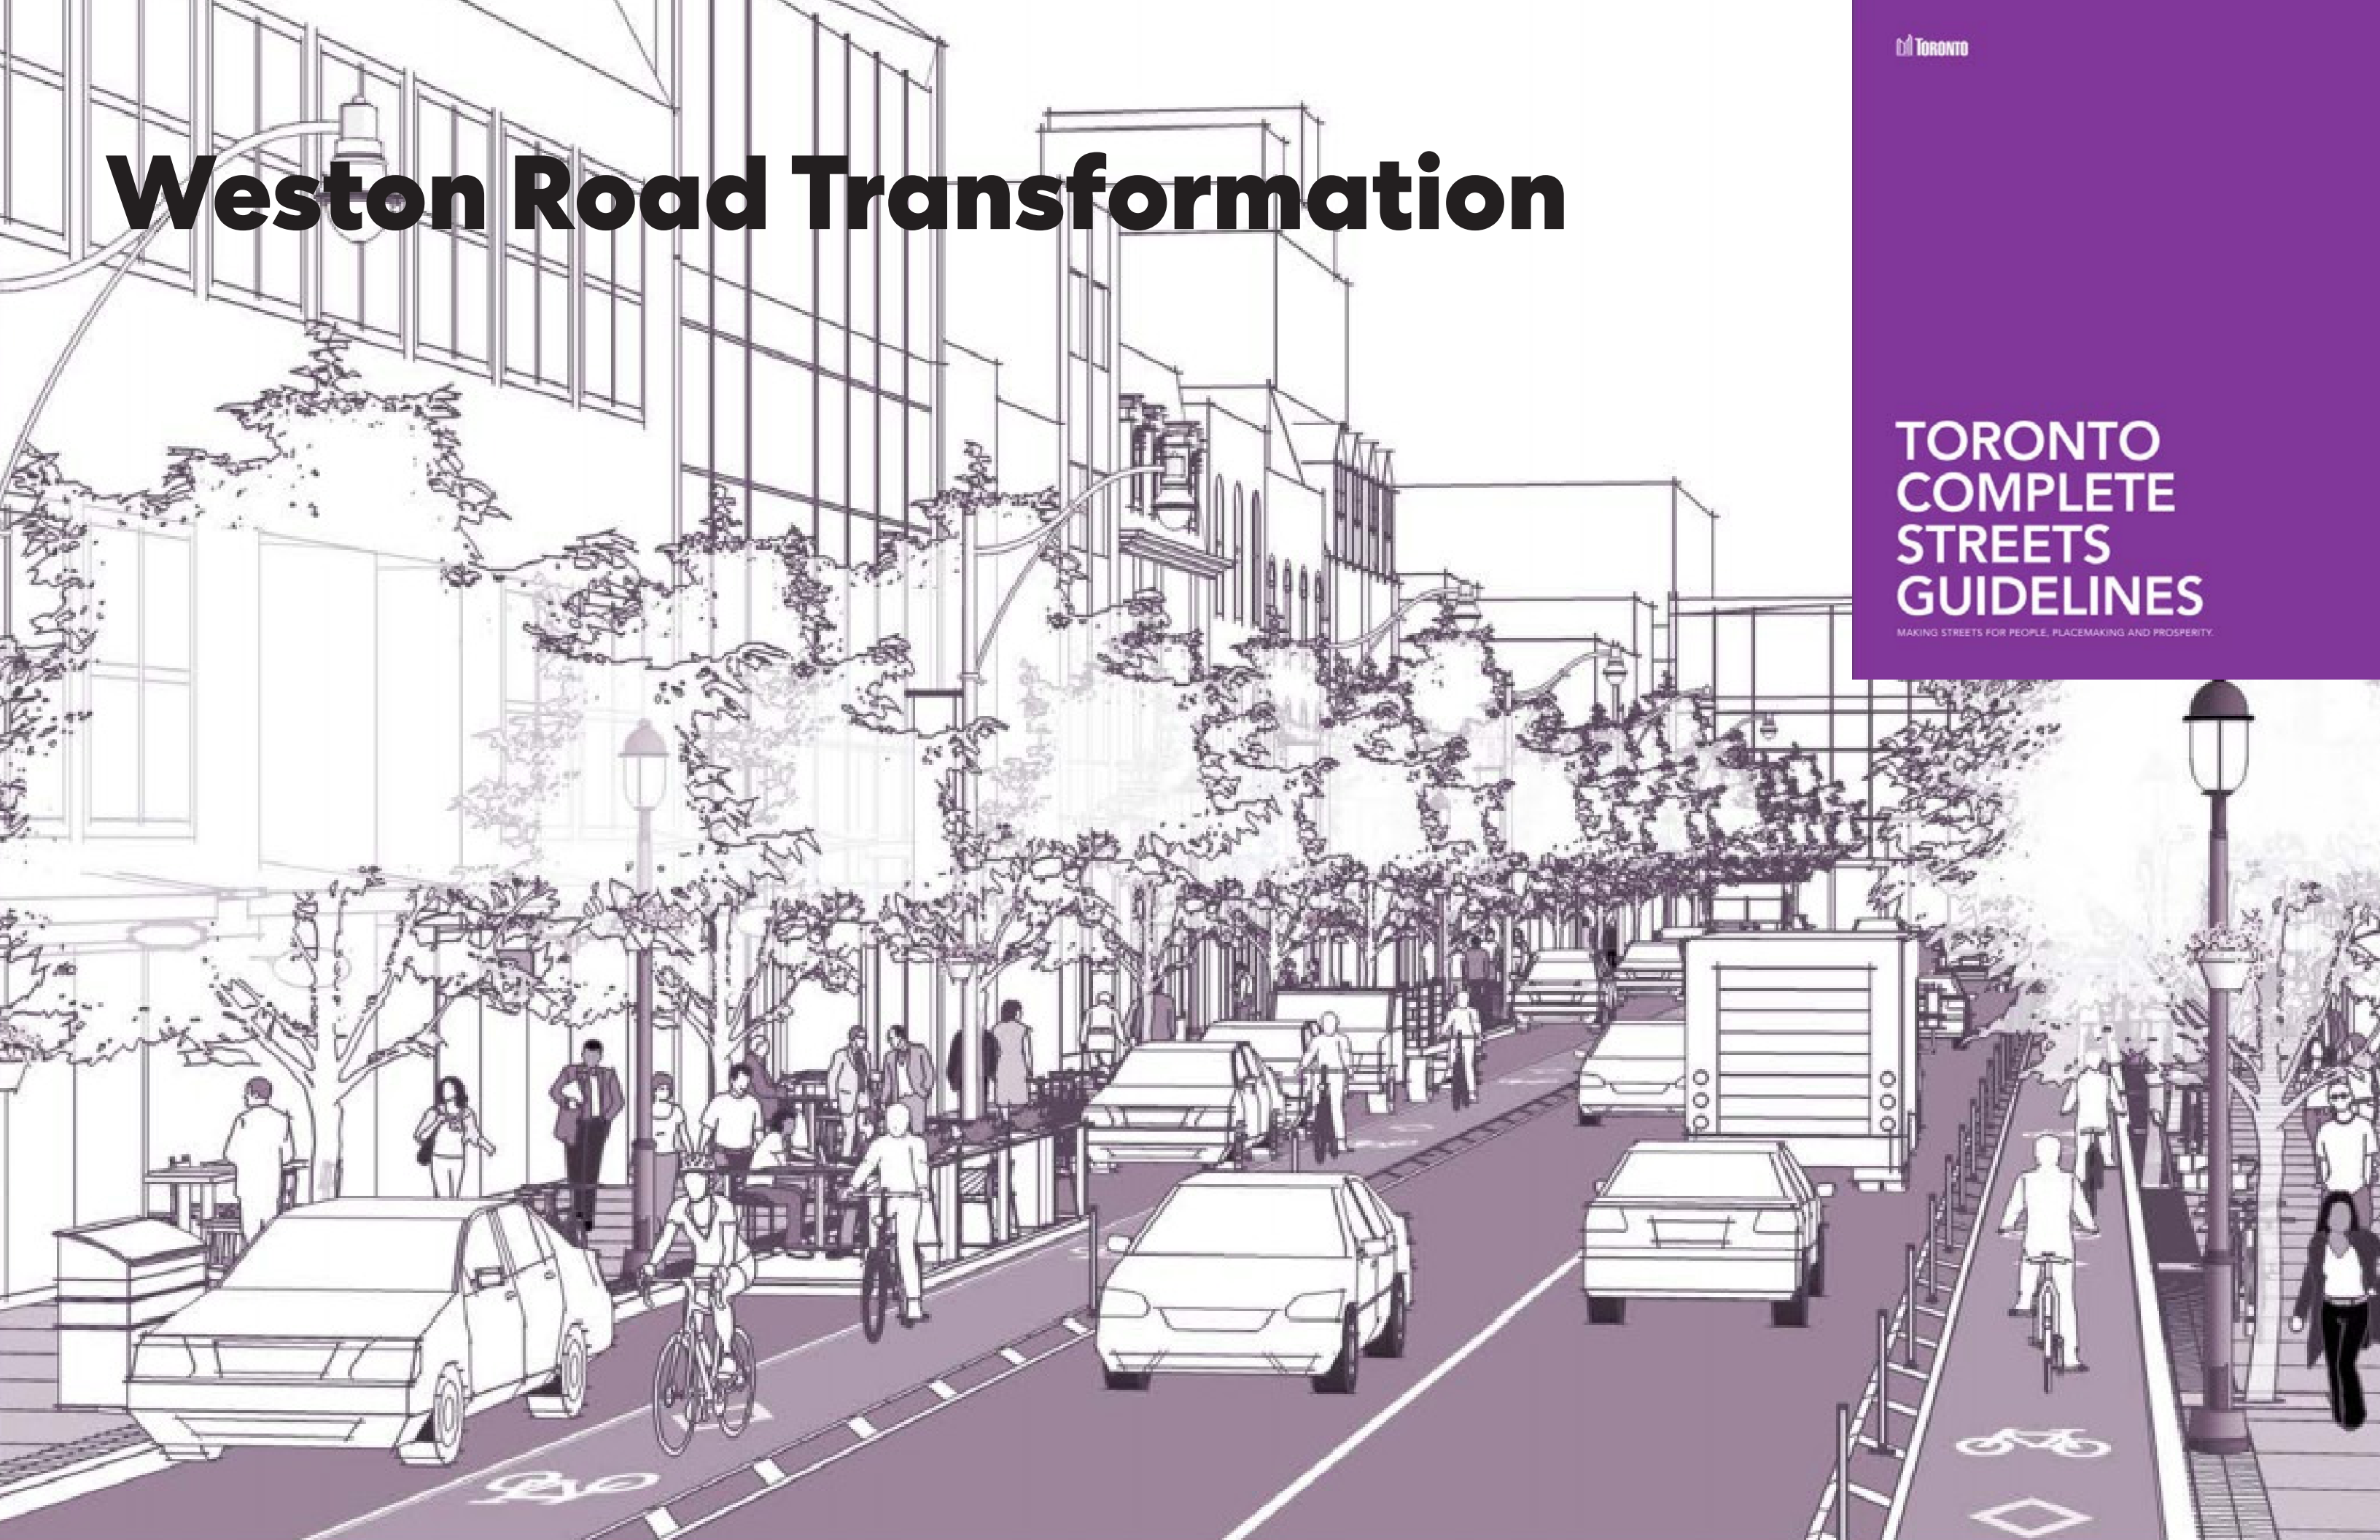 Weston Road Transformation
TORONTO
TORONTO
COMPLETE
STREETS
GUIDELINES
MAKING STREETS FOR PEOPLE, PLACEMAKING AND PROSPERITY.